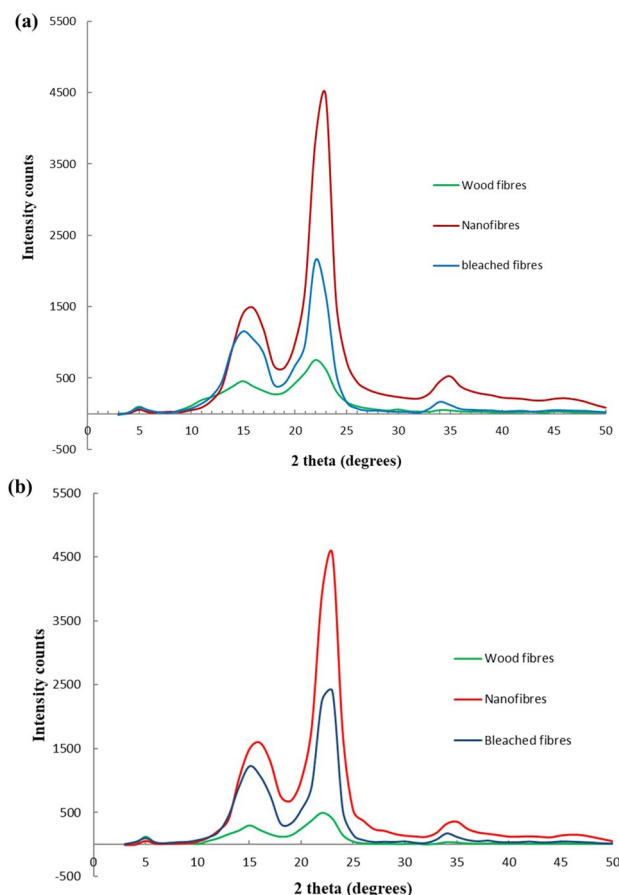 (a)
5500
4500
3500
2500
1500
500
-500
Intensity counts
Wood fibres
Nanofibres
bleached fibres
0 5 10 15 20 25 30 35 40 45 50
2 theta (degrees)
(b)
5500
4500
3500
2500
1500
500
-500
Intensity counts
Wood fibres
Nanofibres
Bleached fibres
0 5 10 15 20 25 30 35 40 45 50
2 theta (degrees)